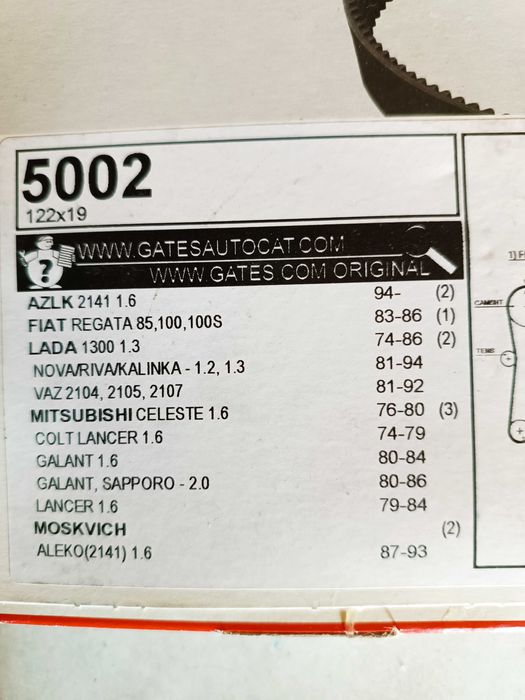 5002
122x19
WWW.GATESAUTOCAT.COM
WWW.GATES.COM ORIGINAL
AZLK 2141 1.6 94- (2)
FIAT REGATA 85,100,100S 83-86 (1)
LADA 1300 1.3 74-86 (2)
NOVA/RIVA/KALINKA - 1.2, 1.3 81-94
VAZ 2104, 2105, 2107 81-92
MITSUBISHI CELESTE 1.6 76-80 (3)
COLT LANCER 1.6 74-79
GALANT 1.6 80-84
GALANT, SAPPORO - 2.0 80-86
LANCER 1.6 79-84
MOSKVICH (2)
ALEKO(2141) 1.6 87-93
1) F
CAMSHT
TENS